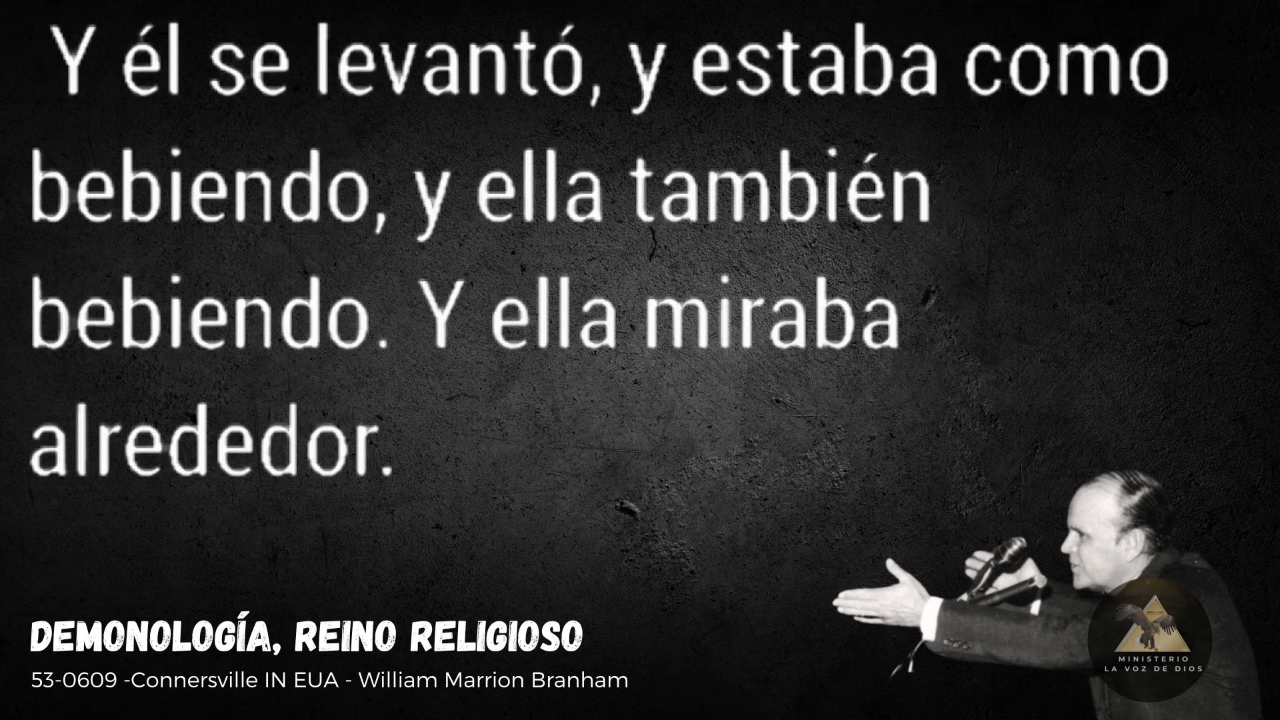 Y él se levantó, y estaba como
bebiendo, y ella también
bebiendo. Y ella miraba
alrededor.
DEMONOLOGÍA, REINO RELIGIOSO
53-0609 -Connersville IN EUA - William Marrion Branham
MINISTERIO
LA VOZ DE DIOS